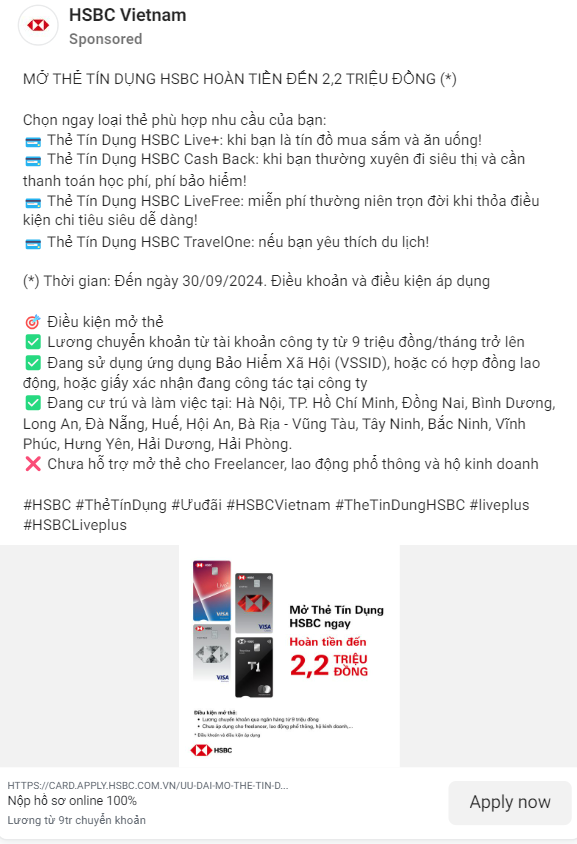 HSBC Vietnam
Sponsored
MỞ THẺ TÍN DỤNG HSBC HOÀN TIỀN ĐẾN 2,2 TRIỆU ĐỒNG (*)
Chọn ngay loại thẻ phù hợp nhu cầu của bạn:
Thẻ Tín Dụng HSBC Live+: khi bạn là tín đồ mua sắm và ăn uống!
Thẻ Tín Dụng HSBC Cash Back: khi bạn thường xuyên đi siêu thị và cần
thanh toán học phí, phí bảo hiểm!
Thẻ Tín Dụng HSBC LiveFree: miễn phí thường niên trọn đời khi thỏa điều
kiện chi tiêu siêu dễ dàng!
Thẻ Tín Dụng HSBC TravelOne: nếu bạn yêu thích du lịch!
(*) Thời gian: Đến ngày 30/09/2024. Điều khoản và điều kiện áp dụng
Điều kiện mở thẻ
Lương chuyển khoản từ tài khoản công ty từ 9 triệu đồng/tháng trở lên
Đang sử dụng ứng dụng Bảo Hiểm Xã Hội (VSSID), hoặc có hợp đồng lao
động, hoặc giấy xác nhận đang công tác tại công ty
Đang cư trú và làm việc tại: Hà Nội, TP. Hồ Chí Minh, Đồng Nai, Bình Dương,
Long An, Đà Nẵng, Huế, Hội An, Bà Rịa - Vũng Tàu, Tây Ninh, Bắc Ninh, Vĩnh
Phúc, Hưng Yên, Hải Dương, Hải Phòng.
Chưa hỗ trợ mở thẻ cho Freelancer, lao động phổ thông và hộ kinh doanh
#HSBC #ThẻTínDụng #Ưuđãi #HSBCVietnam #TheTinDungHSBC #liveplus
#HSBCLiveplus
Mở Thẻ Tín Dụng
HSBC ngay
Hoàn tiền đến
2,2 TRIỆU ĐỒNG
VISA
VISA
VISA
T1
Điều kiện mở thẻ:
Lương chuyển khoản qua ngân hàng từ 9 triệu đồng
Chưa áp dụng cho freelancer, lao động phổ thông, hộ kinh doanh,...
* Điều khoản và điều kiện áp dụng
HSBC
HTTPS://CARD.APPLY.HSBC.COM.VN/UU-DAI-MO-THE-TIN-D...
Nộp hồ sơ online 100%
Lương từ 9tr chuyển khoản
Apply now